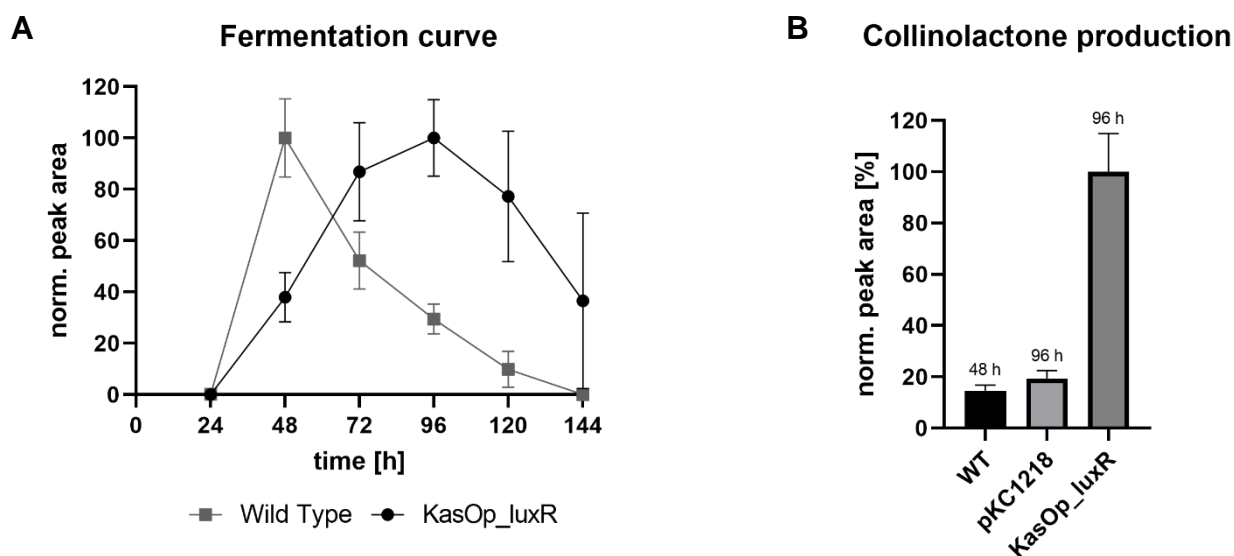 A
Fermentation curve
norm. peak area
120
100
80
60
40
20
0
0 24 48 72 96 120 144
time [h]
Wild Type KasOp_luxR
B
Collinolactone production
norm. peak area [%]
120
100
80
60
40
20
0
48 h
96 h
96 h
WT
pKC1218
KasOp_luxR